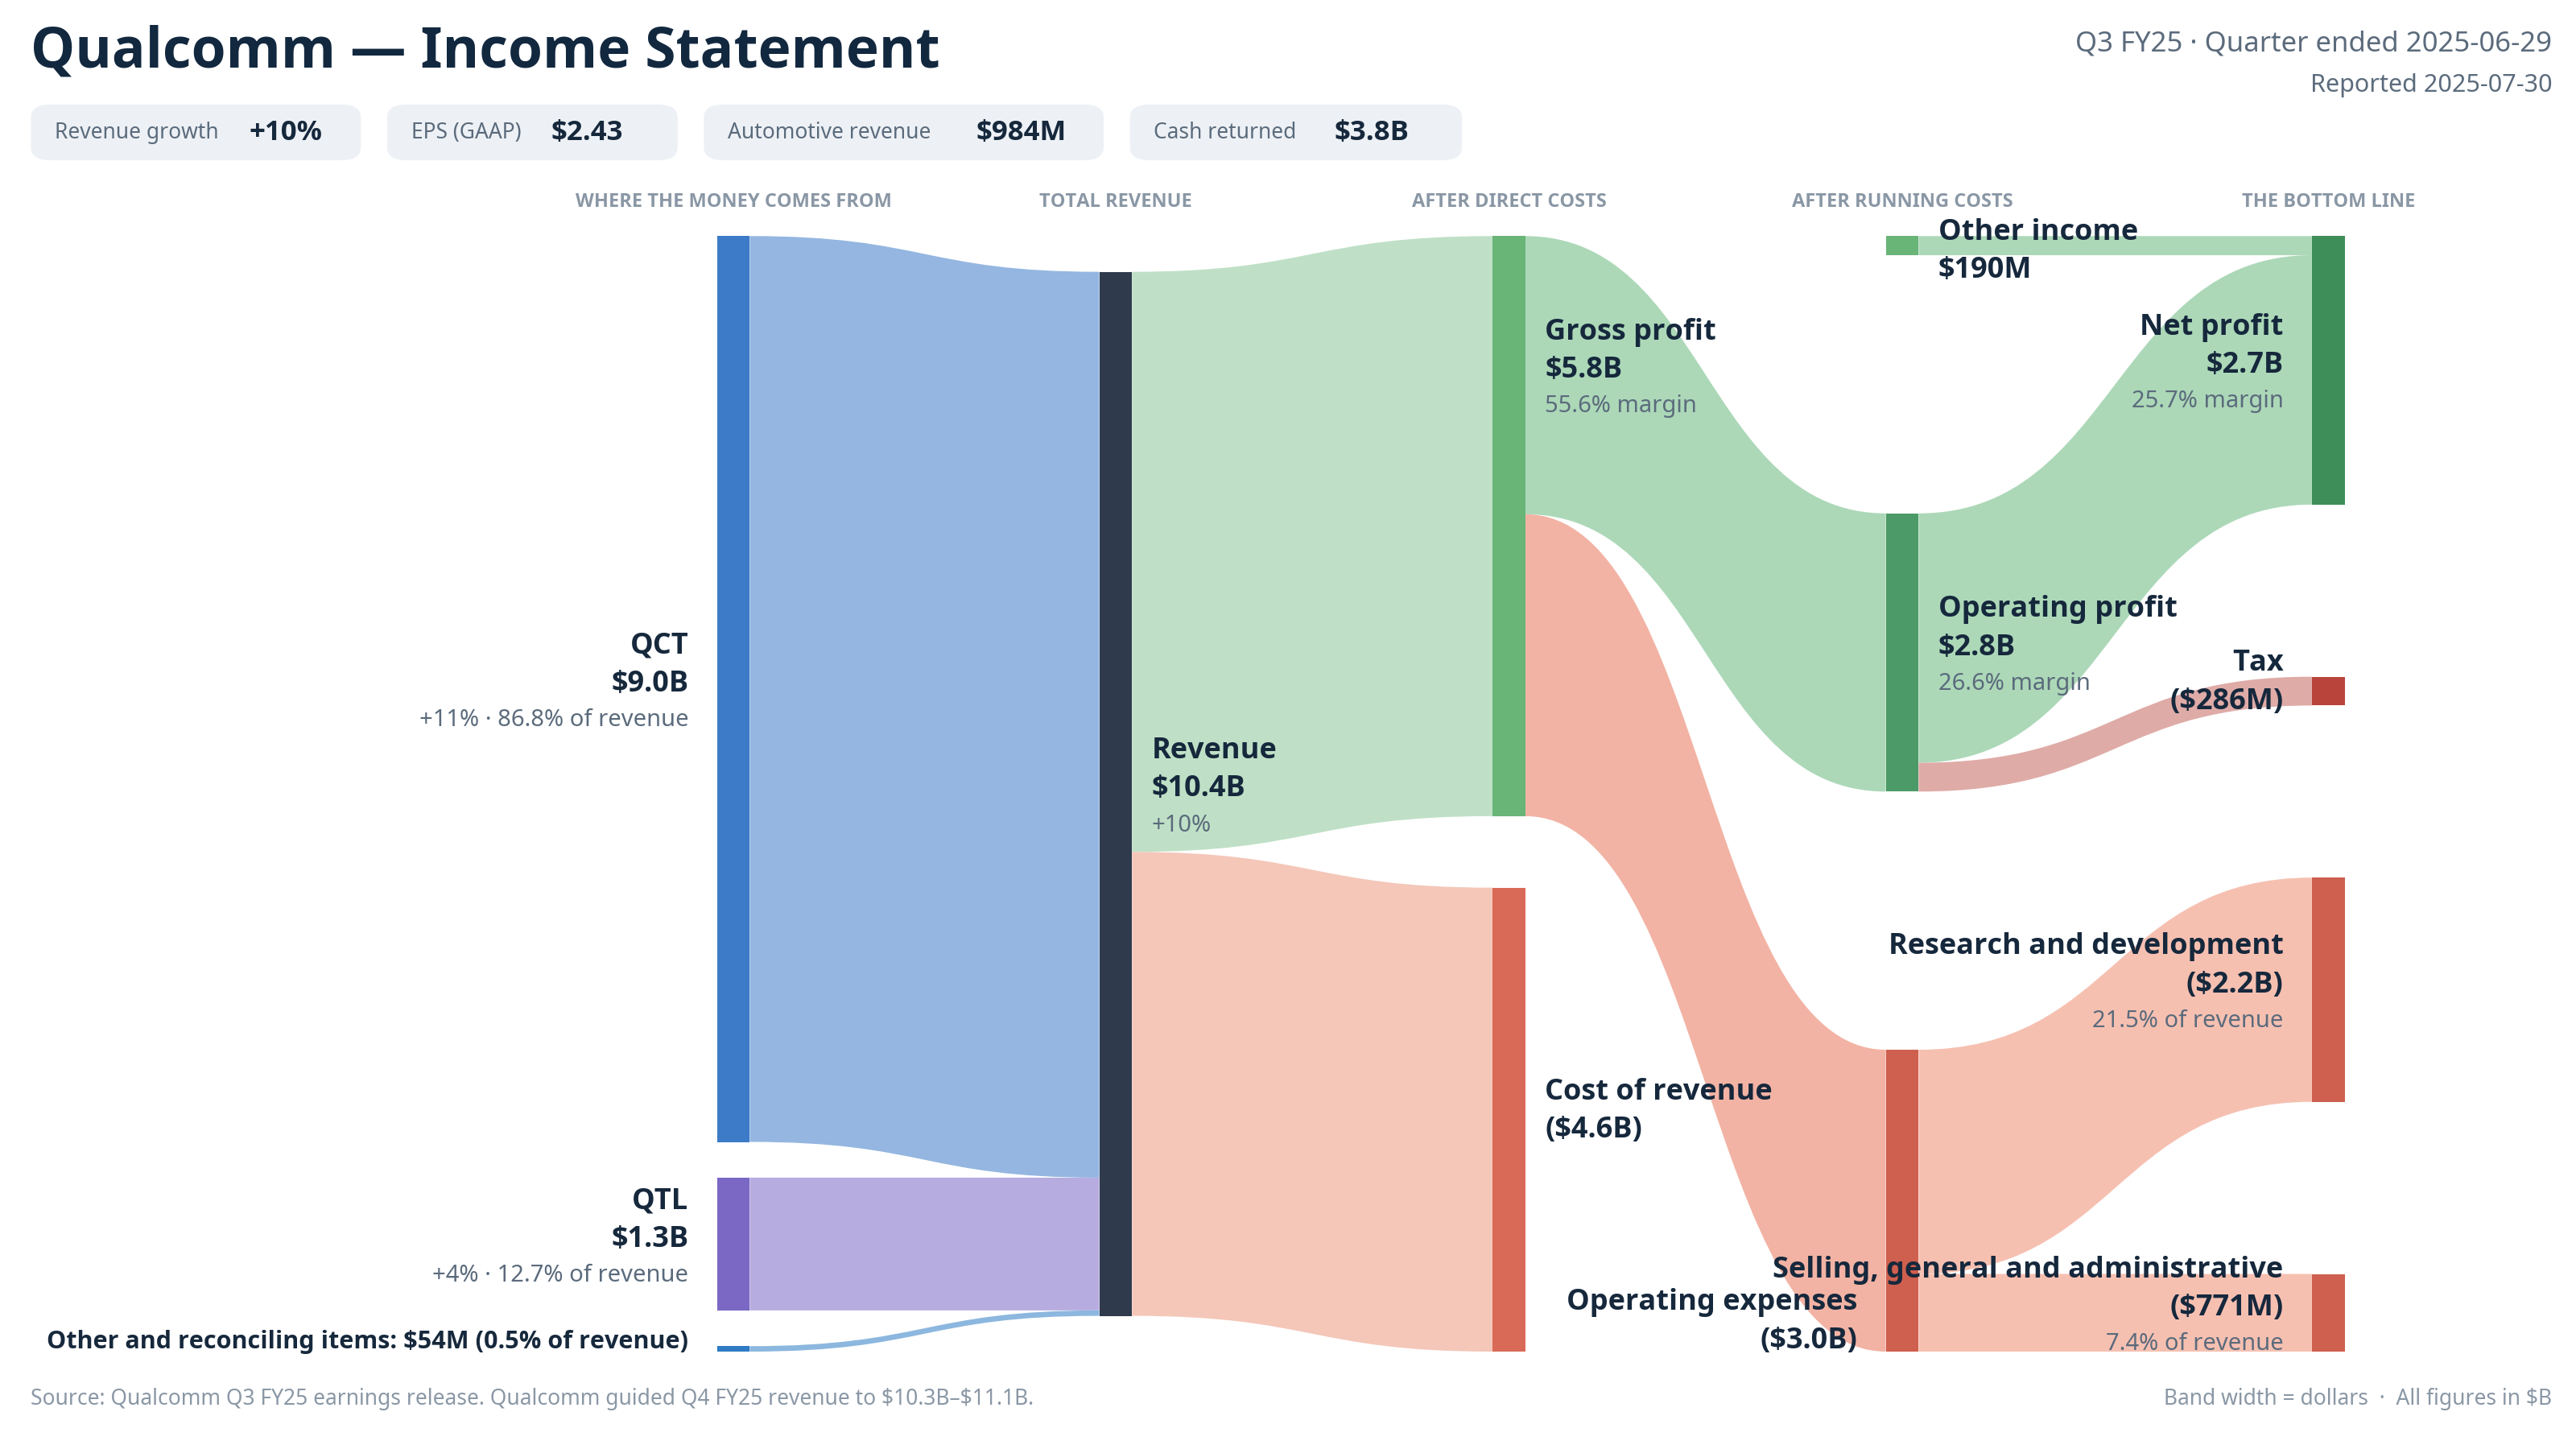 Qualcomm — Income Statement
Q3 FY25 · Quarter ended 2025-06-29
Reported 2025-07-30
Revenue growth +10%
EPS (GAAP) $2.43
Automotive revenue $984M
Cash returned $3.8B
WHERE THE MONEY COMES FROM
TOTAL REVENUE
AFTER DIRECT COSTS
AFTER RUNNING COSTS
THE BOTTOM LINE
Other income
$190M
Gross profit
$5.8B
55.6% margin
Net profit
$2.7B
25.7% margin
QCT
$9.0B
+11% · 86.8% of revenue
Operating profit
$2.8B
26.6% margin
Tax
($286M)
Revenue
$10.4B
+10%
Research and development
($2.2B)
21.5% of revenue
Cost of revenue
($4.6B)
QTL
$1.3B
+4% · 12.7% of revenue
Selling, general and administrative
($771M)
7.4% of revenue
Operating expenses
($3.0B)
Other and reconciling items: $54M (0.5% of revenue)
Source: Qualcomm Q3 FY25 earnings release. Qualcomm guided Q4 FY25 revenue to $10.3B–$11.1B.
Band width = dollars · All figures in $B